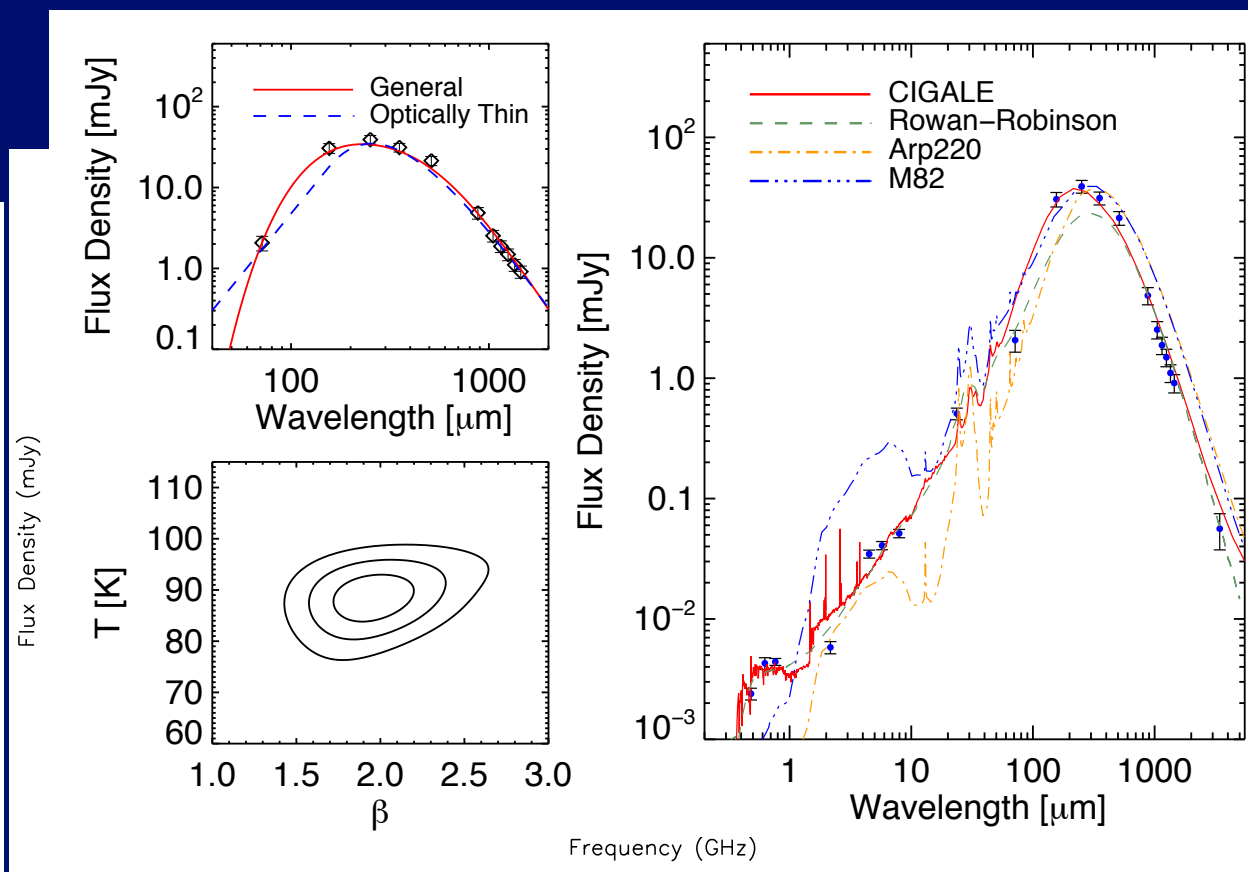 Flux Density [mJy]
10²
10.0
1.0
0.1
General
Optically Thin
100
1000
Wavelength [μm]
Flux Density (mJy)
T [K]
110
100
90
80
70
60
1.0
1.5
2.0
2.5
3.0
β
Flux Density [mJy]
10²
10.0
1.0
0.1
10⁻²
10⁻³
CIGALE
Rowan−Robinson
Arp220
M82
1
10
100
1000
Wavelength [μm]
Frequency (GHz)